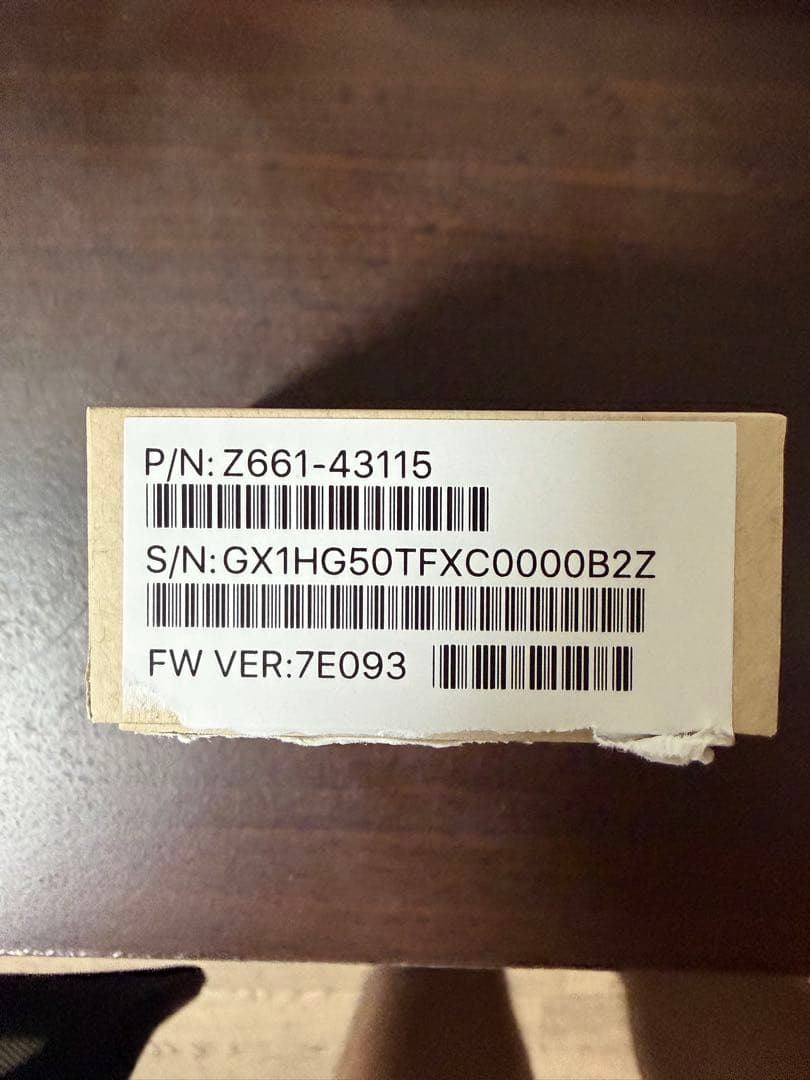 P/N: Z661-43115
S/N:GX1HG50TFXC0000B2Z
FW VER:7E093